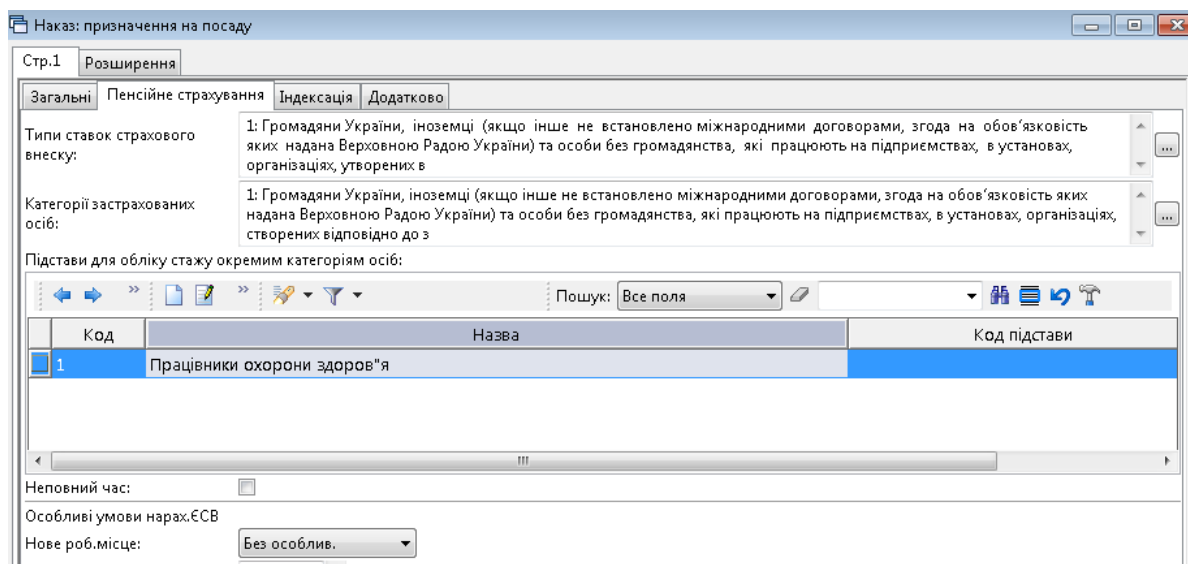 Наказ: призначення на посаду
Стр.1 Розширення
Загальні Пенсійне страхування Індексація Додатково
Типи ставок страхового внеску:
1: Громадяни України, іноземці (якщо інше не встановлено міжнародними договорами, згода на обов‘язковість
яких надана Верховною Радою України) та особи без громадянства, які працюють на підприємствах, в установах,
організаціях, утворених в
...
Категорії застрахованих осіб:
1: Громадяни України, іноземці (якщо інше не встановлено міжнародними договорами, згода на обов‘язковість яких
надана Верховною Радою України) та особи без громадянства, які працюють на підприємствах, в установах, організаціях,
створених відповідно до з
...
Підстави для обліку стажу окремим категоріям осіб:
Пошук: Все поля
Код Назва Код підстави
1 Працівники охорони здоров"я
Неповний час:
Особливі умови нарах.ЄСВ
Нове роб.місце: Без особлив.